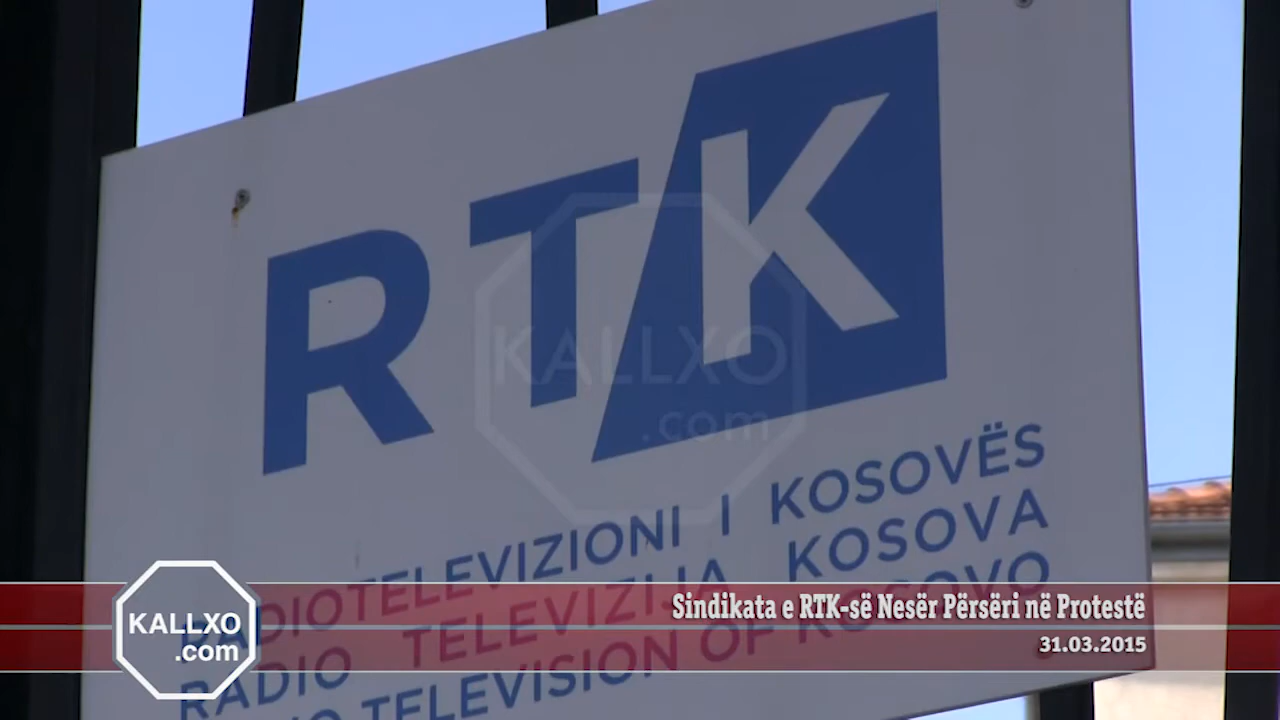 RTK
KALLXO
.com
RADIOTELEVIZIONI I KOSOVËS
RADIO TELEVIZIJA KOSOVA
TELEVISION OF KOSOVO
KALLXO
.com
Sindikata e RTK-së Nesër Përsëri në Protestë
31.03.2015